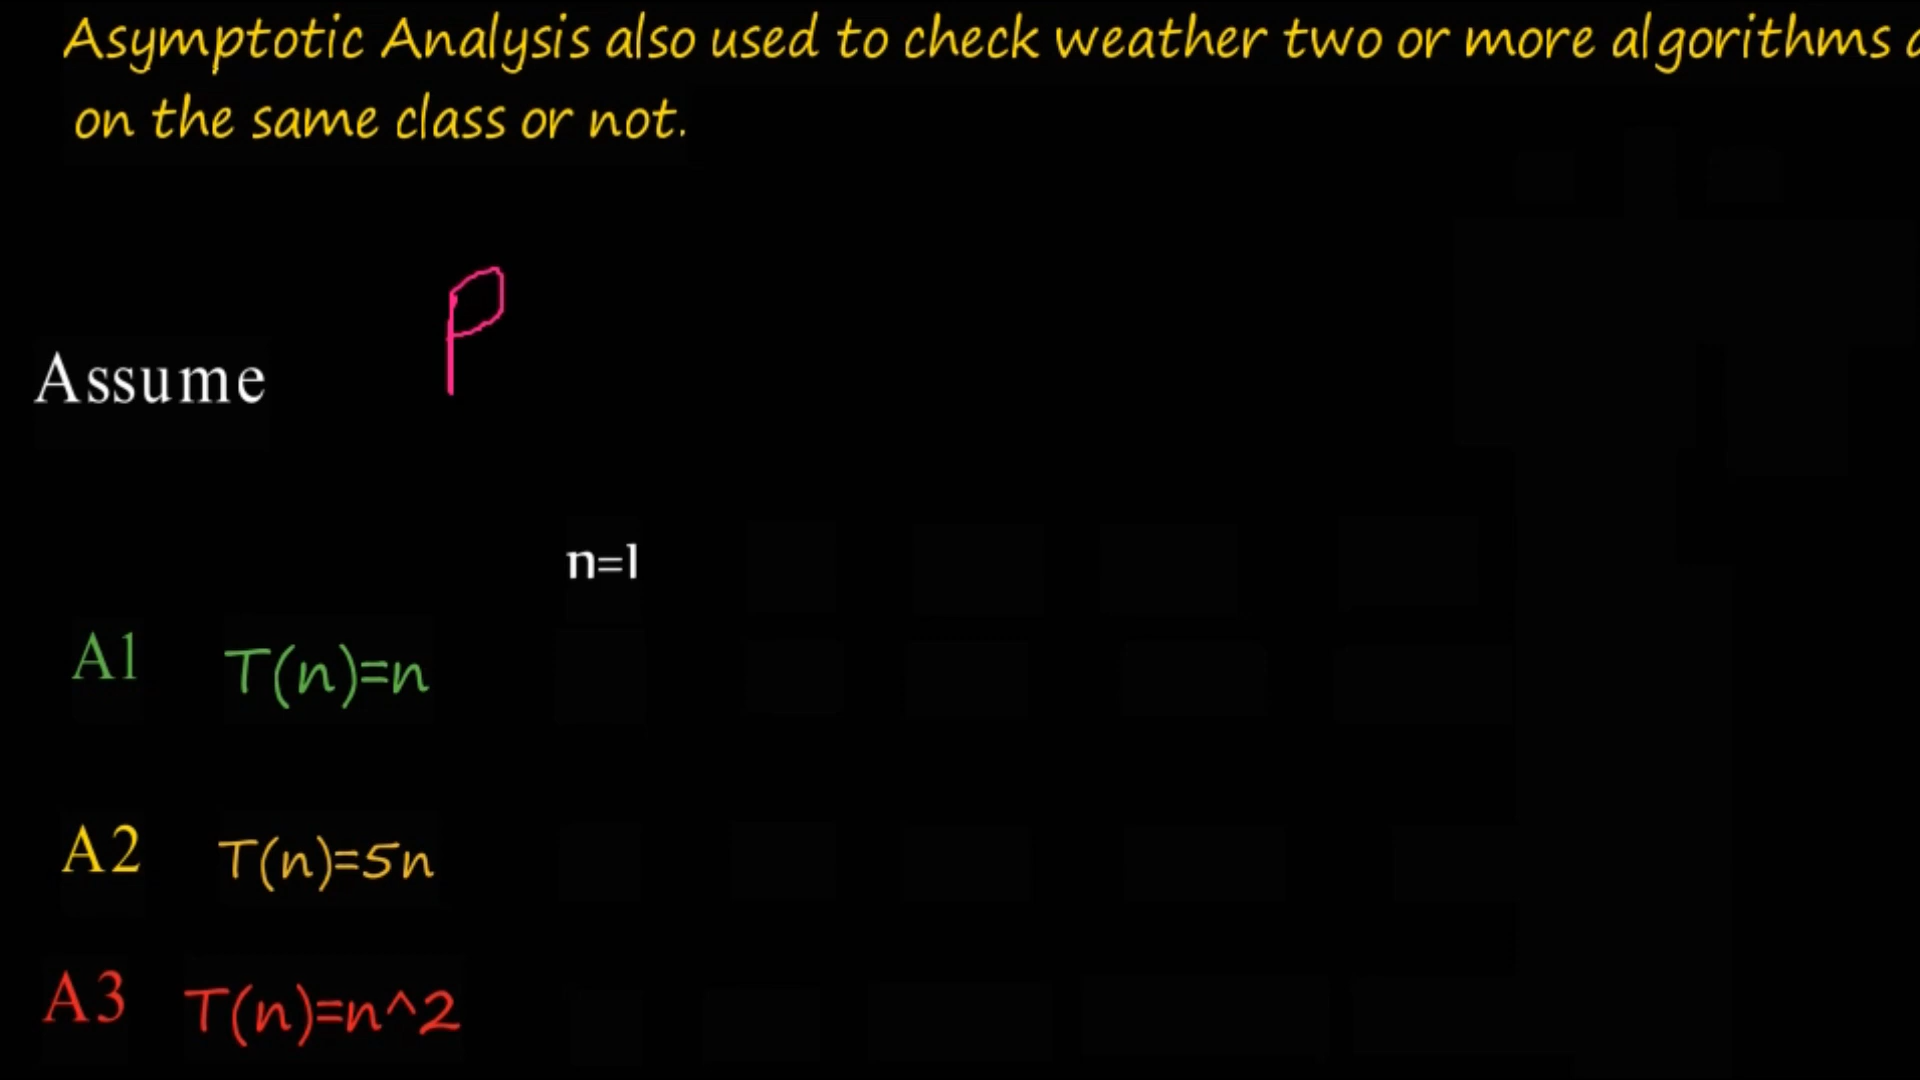 Asymptotic Analysis also used to check weather two or more algorithms
on the same class or not.
P
Assume
n=1
A1 T(n)=n
A2 T(n)=5n
A3 T(n)=n^2